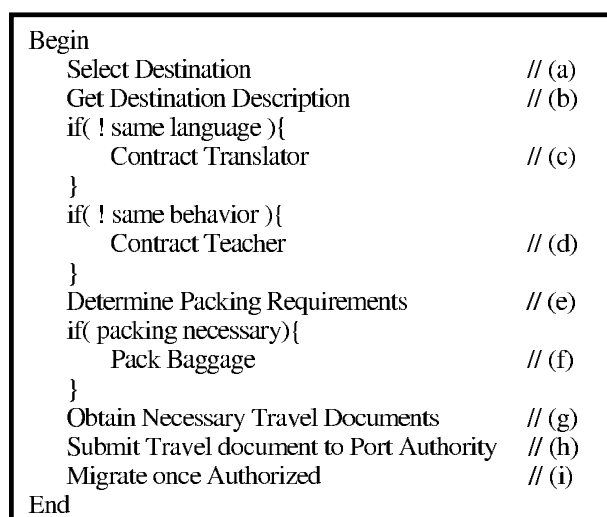 Begin
Select Destination // (a)
Get Destination Description // (b)
if( ! same language ){
Contract Translator // (c)
}
if( ! same behavior ){
Contract Teacher // (d)
}
Determine Packing Requirements // (e)
if( packing necessary){
Pack Baggage // (f)
}
Obtain Necessary Travel Documents // (g)
Submit Travel document to Port Authority // (h)
Migrate once Authorized // (i)
End